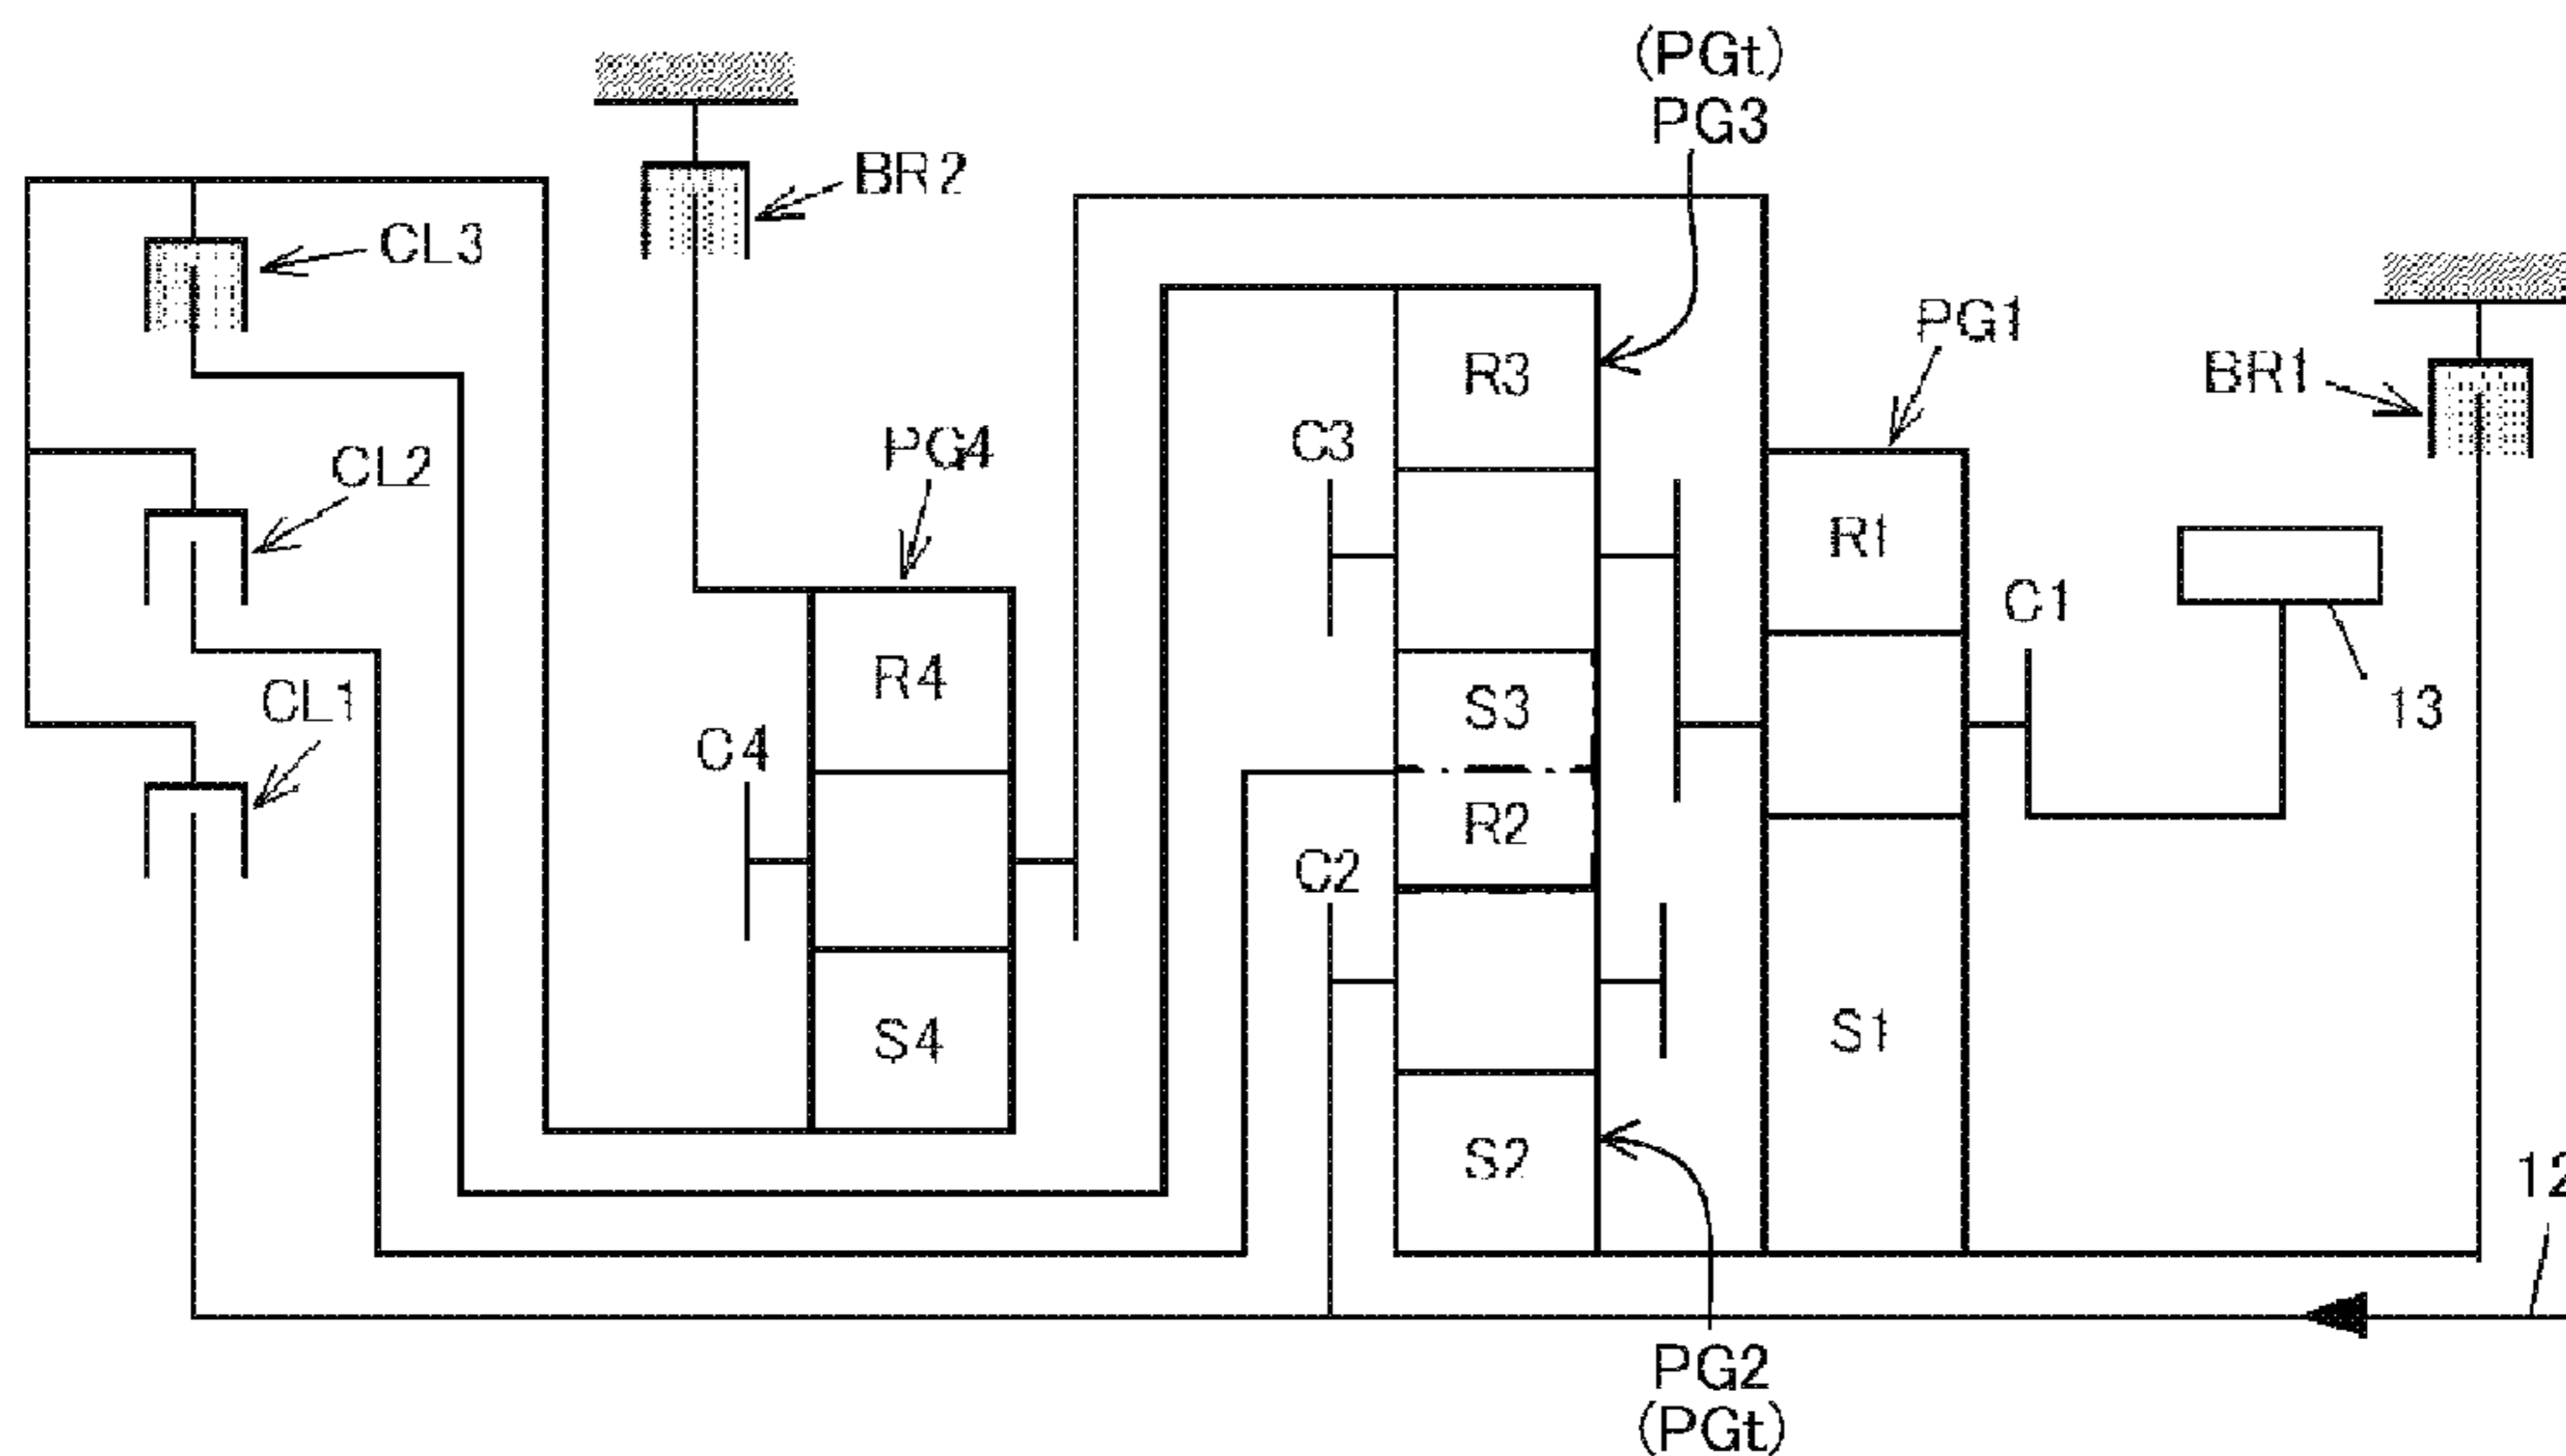 (PGt)
PG3
BR2
CL3
PG1
BR1
C3
PG4
CL2
R3
R1
C1
R4
CL1
S3
13
C4
R2
C2
S4
S1
S2
12
PG2
(PGt)